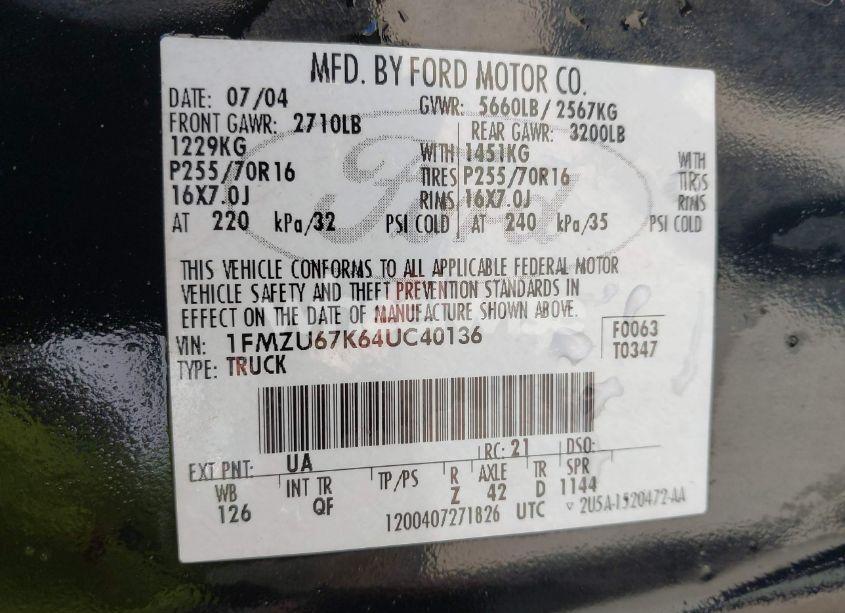 MFD. BY FORD MOTOR CO.
DATE: 07/04 GVWR: 5660LB / 2567KG
FRONT GAWR: 2710LB REAR GAWR: 3200LB
1229KG WITH 1451KG WITH
P255/70R16 TIRES P255/70R16 TIRS
16X7.0J RIMS 16X7.0J RIMS
AT 220 kPa/32 PSI COLD AT 240 kPa/35 PSI COLD
Ford
THIS VEHICLE CONFORMS TO ALL APPLICABLE FEDERAL MOTOR
VEHICLE SAFETY AND THEFT PREVENTION STANDARDS IN
EFFECT ON THE DATE OF MANUFACTURE SHOWN ABOVE.
VIN: 1FMZU67K64UC40136 F0063
TYPE: TRUCK T0347
EXT PNT: UA RC: 21 DSO:
WB INT TR TP/PS R AXLE TR SPR
126 QF Z 42 D 1144
1200407271826 UTC ▽ 2U5A-1520472-AA